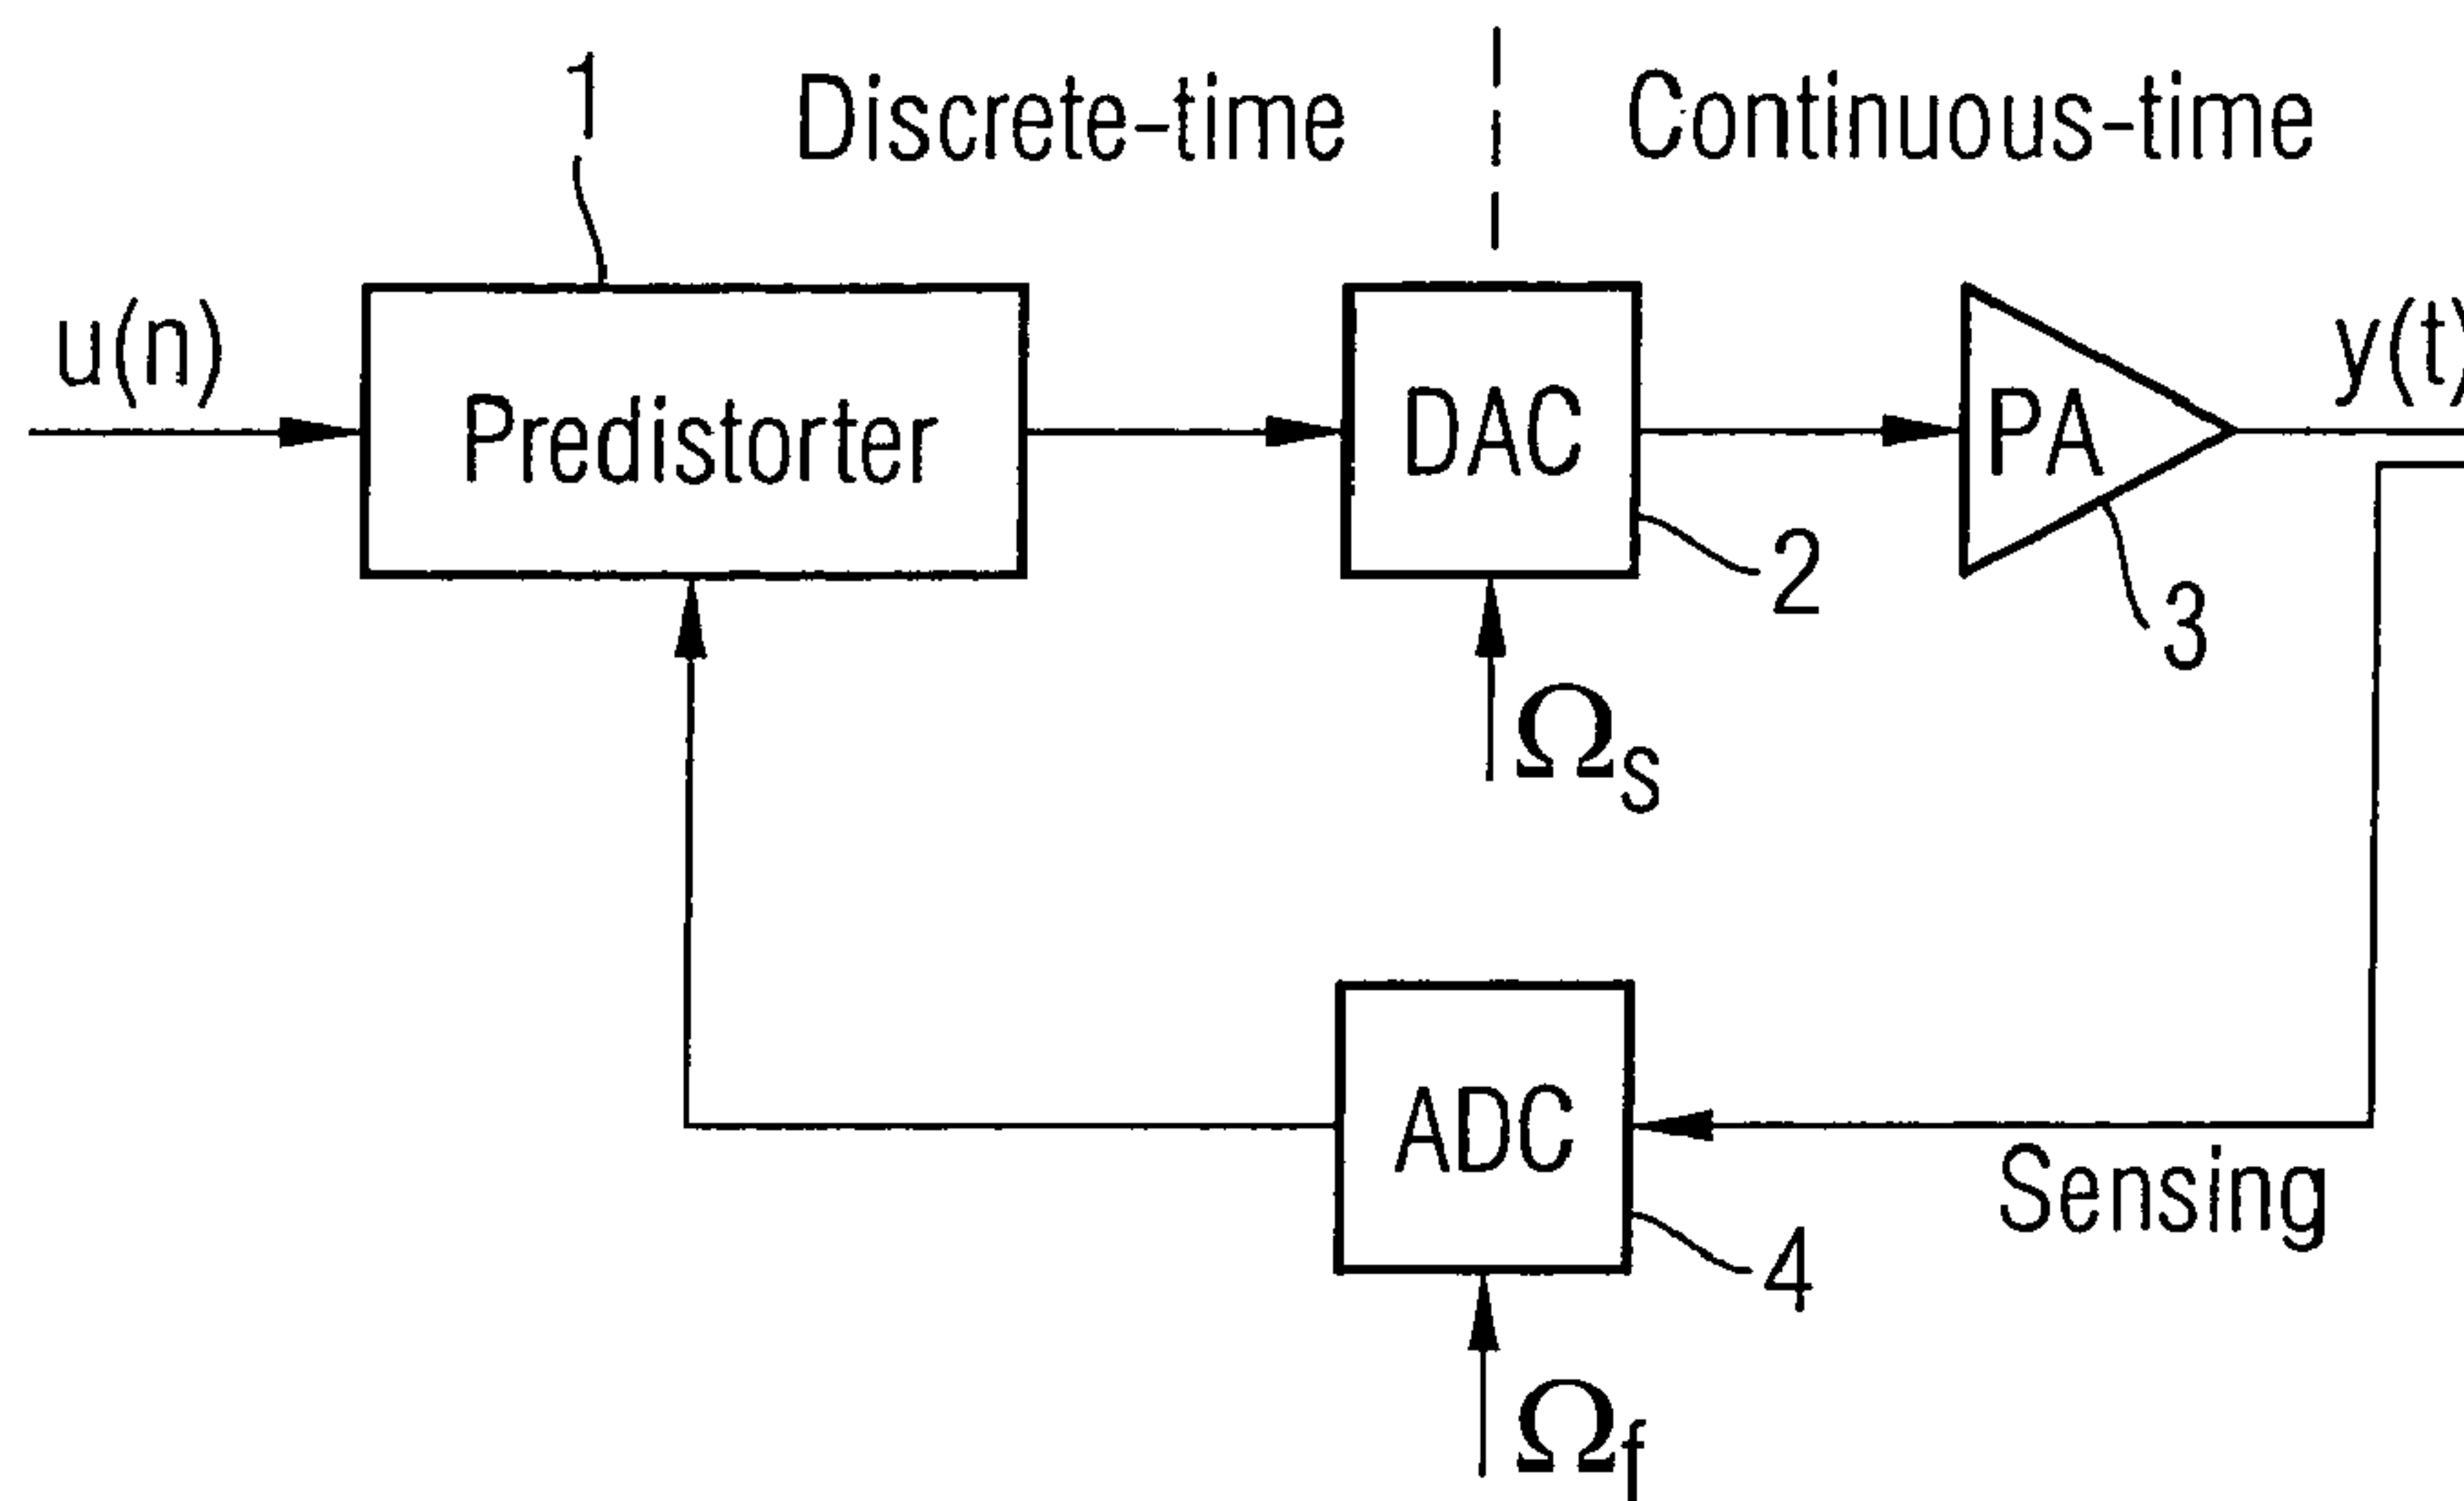 1
Discrete-time
Continuous-time
u(n)
Predistorter
DAC
PA
y(t)
2
3
Ωs
ADC
Sensing
4
Ωf